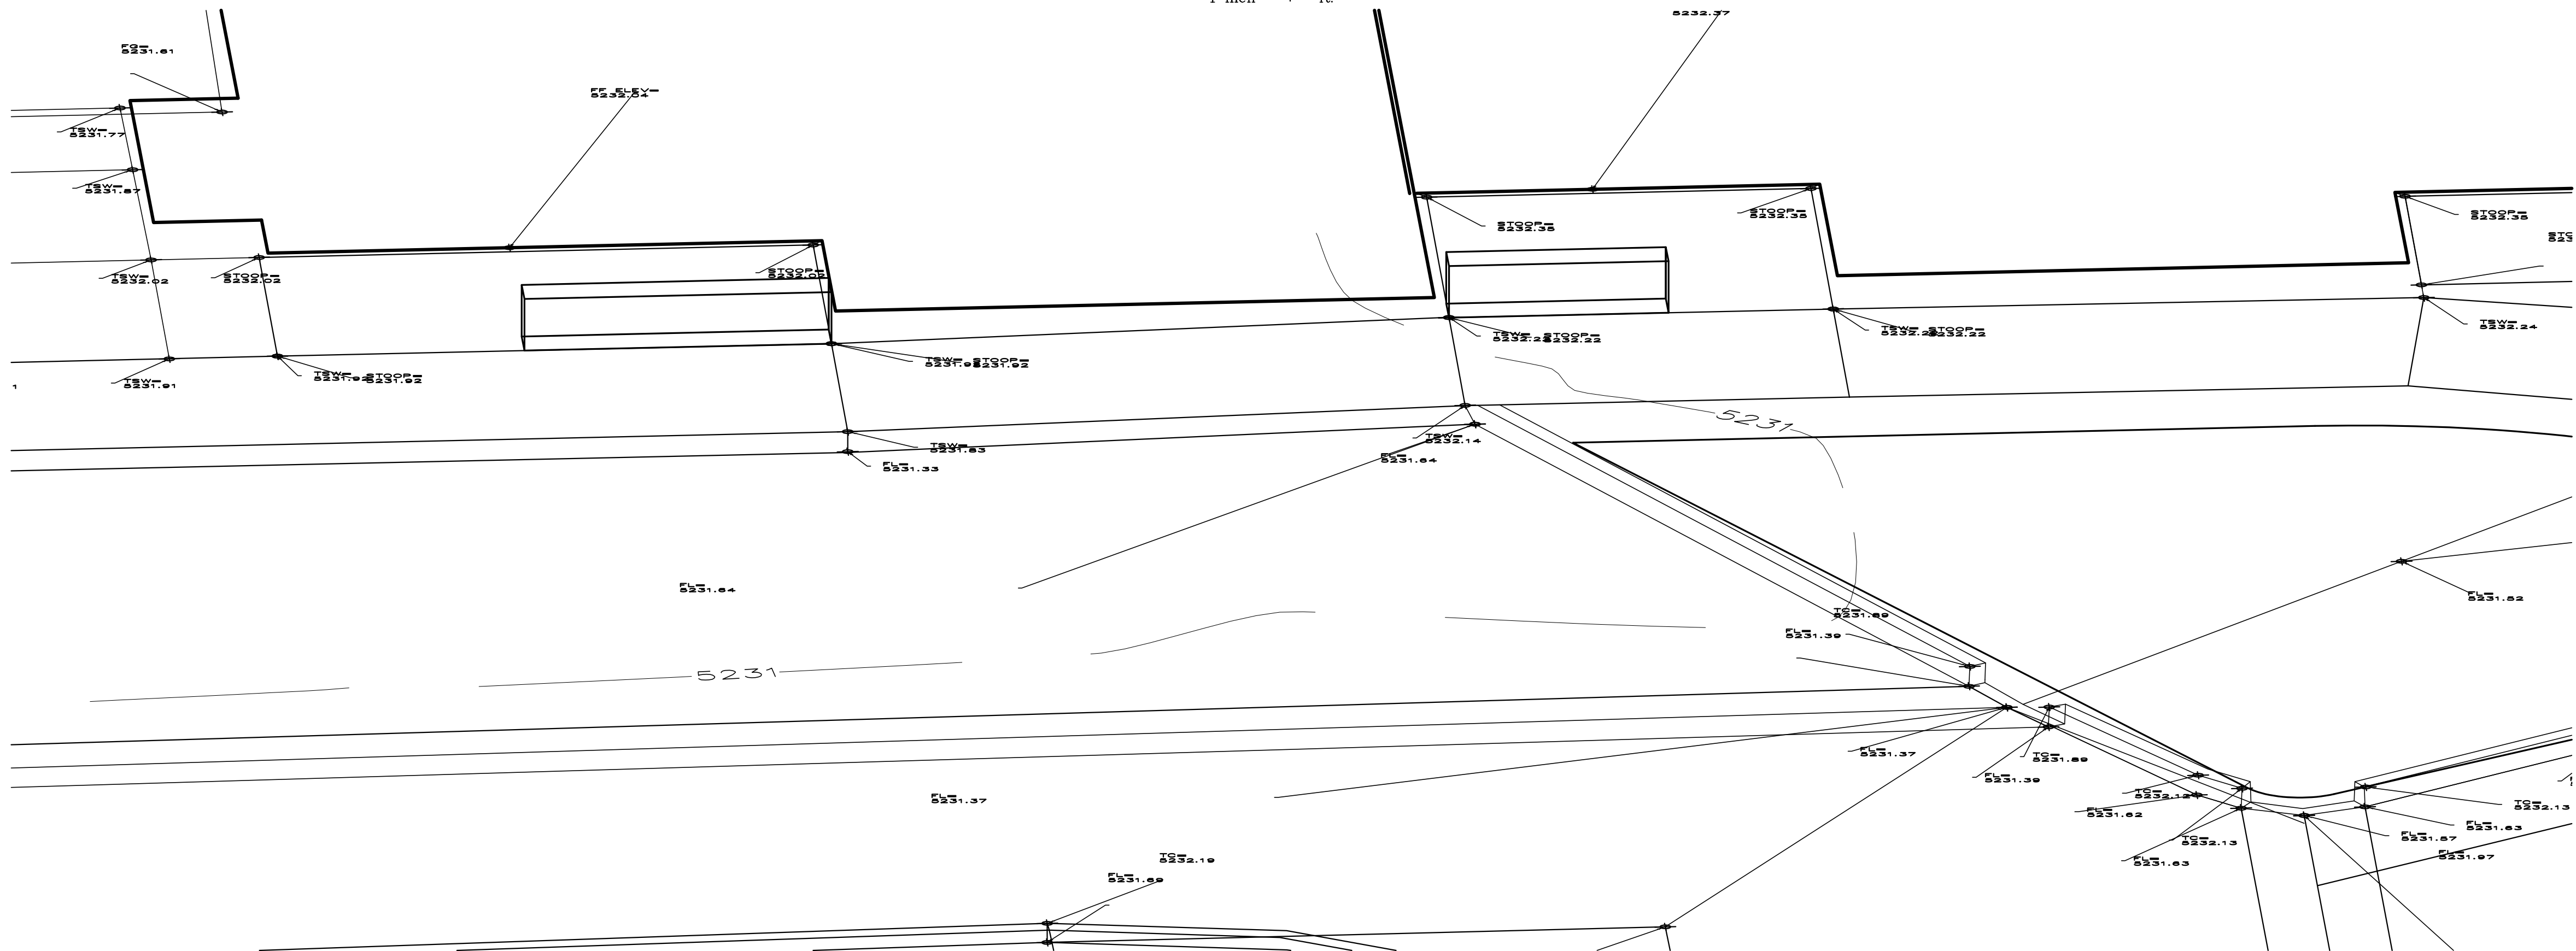 5232.37
FG=
5231.61
FF ELEV=
5232.04
TSW=
5231.77
TSW=
5231.87
STOOP=
5232.35
STOOP=
5232.35
STOOP=
5232.35
TSW=
5232.02
STOOP=
5232.02
STOOP=
5232.02
TSW=
5232.24
TSW=
STOOP=
5232.22
TSW=
STOOP=
5232.22
TSW=
STOOP=
5231.92
TSW=
5231.91
TSW=
5231.92
STOOP=
5231.92
5231
TSW=
5232.14
TSW=
5231.83
FL=
5231.64
FL=
5231.33
FL=
5231.64
FL=
5231.52
TC=
5231.89
FL=
5231.39
5231
FL=
5231.37
TC=
5231.89
FL=
5231.39
FL=
5231.37
TC=
5232.12
FL=
5231.62
TC=
5232.13
FL=
5231.63
FL=
5231.57
TC=
5232.13
FL=
5231.63
FL=
5231.97
TC=
5232.19
FL=
5231.69